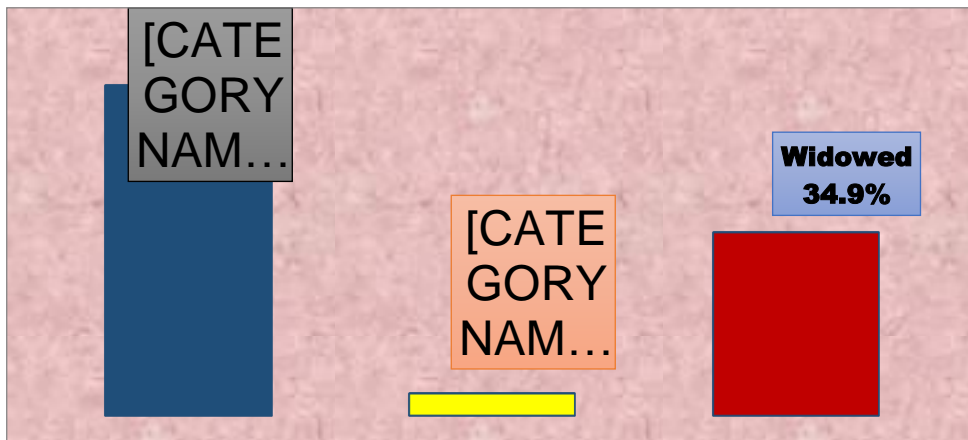 [CATE
GORY
NAM…
[CATE
GORY
NAM…
Widowed
34.9%